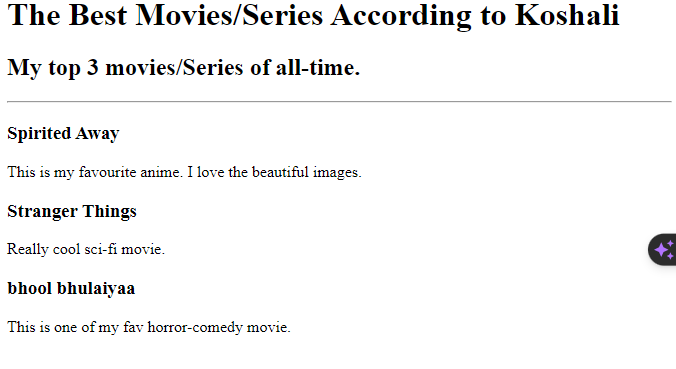 The Best Movies/Series According to Koshali
My top 3 movies/Series of all-time.
Spirited Away
This is my favourite anime. I love the beautiful images.
Stranger Things
Really cool sci-fi movie.
bhool bhulaiyaa
This is one of my fav horror-comedy movie.